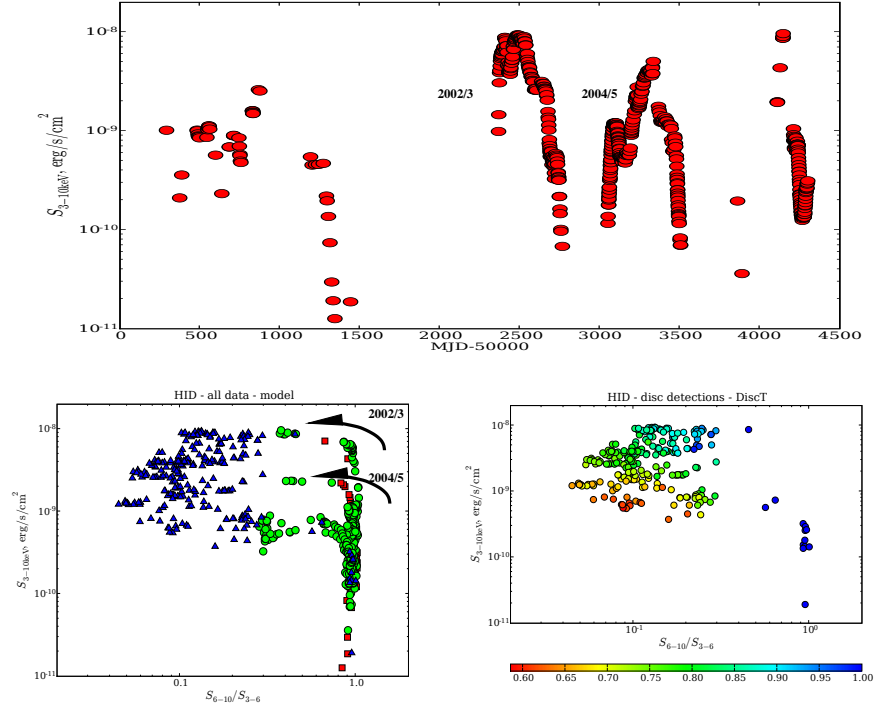 10⁻⁸
10⁻⁹
10⁻¹⁰
10⁻¹¹
S₃₋₁₀ₖₑV, erg/s/cm²
2002/3
2004/5
0 500 1000 1500 2000 2500 3000 3500 4000 4500
MJD-50000
HID - all data - model
2002/3
2004/5
10⁻⁸
10⁻⁹
10⁻¹⁰
10⁻¹¹
S₃₋₁₀ₖₑV, erg/s/cm²
0.1 1.0
S₆₋₁₀/S₃₋₆
HID - disc detections - DiscT
10⁻⁸
10⁻⁹
10⁻¹⁰
10⁻¹¹
S₃₋₁₀ₖₑV, erg/s/cm²
10⁻¹ 10⁰
S₆₋₁₀/S₃₋₆
0.60 0.65 0.70 0.75 0.80 0.85 0.90 0.95 1.00